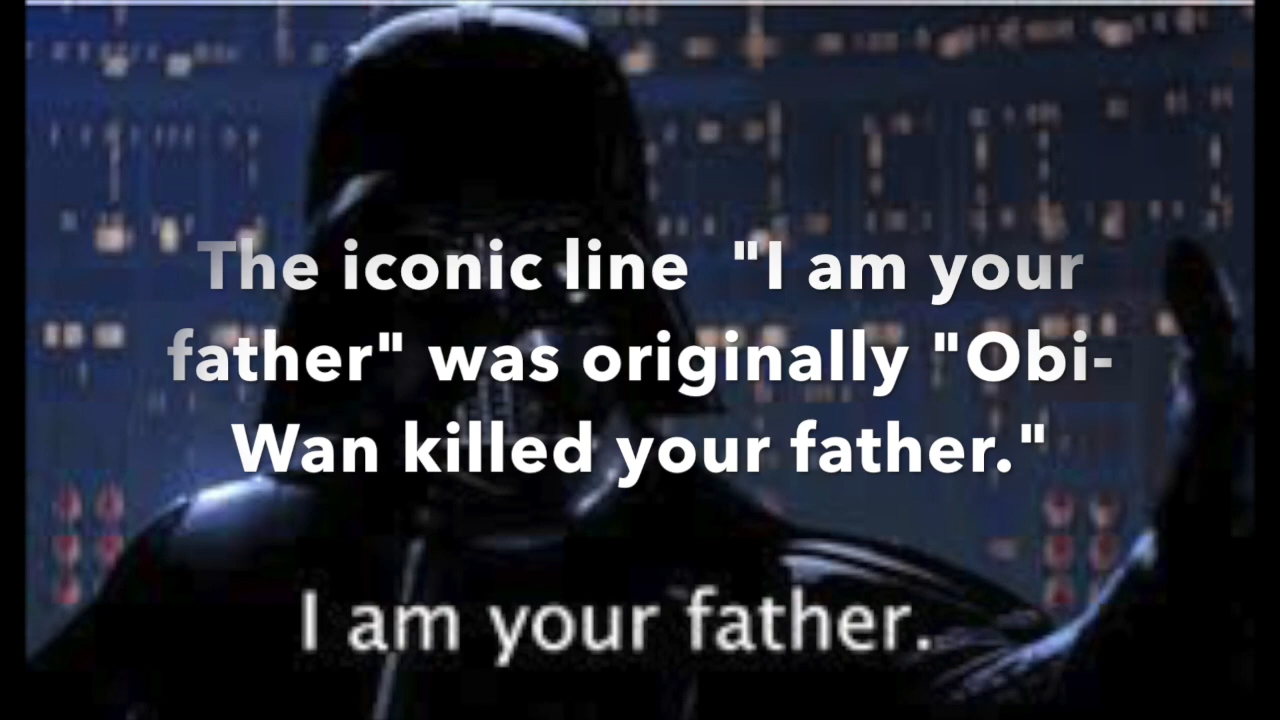 The iconic line "I am your
father" was originally "Obi-
Wan killed your father."
I am your father.